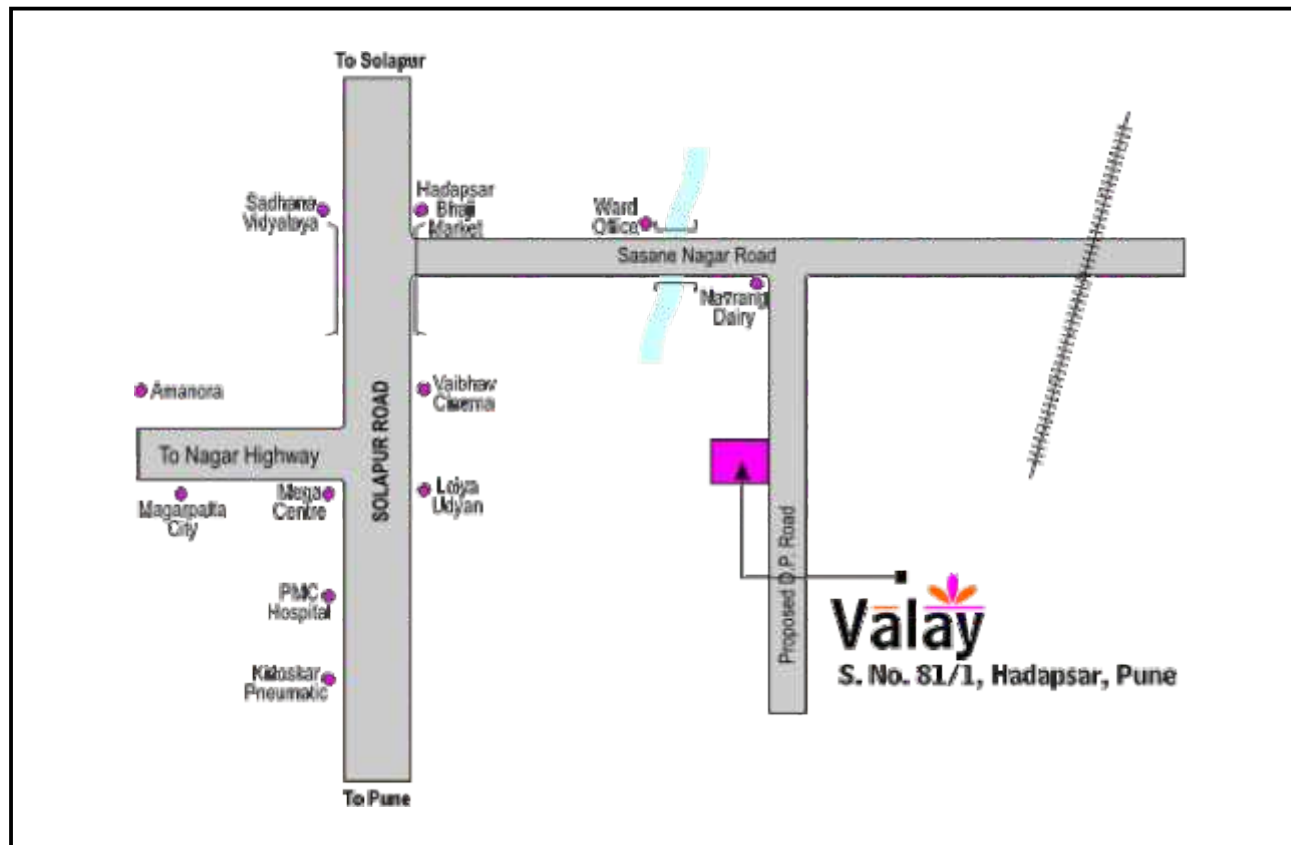 To Solapur
Sadhana
Vidyalaya
Hadapsar
Bhaji
Market
Ward
Office
Sasane Nagar Road
Navrang
Dairy
Amanora
Vaibhav
Cinema
To Nagar Highway
SOLAPUR ROAD
Magarpatta
City
Mega
Centre
Udyan
Proposed D.P. Road
PMC
Hospital
Pneumatic
Valay
S. No. 81/1, Hadapsar, Pune
To Pune